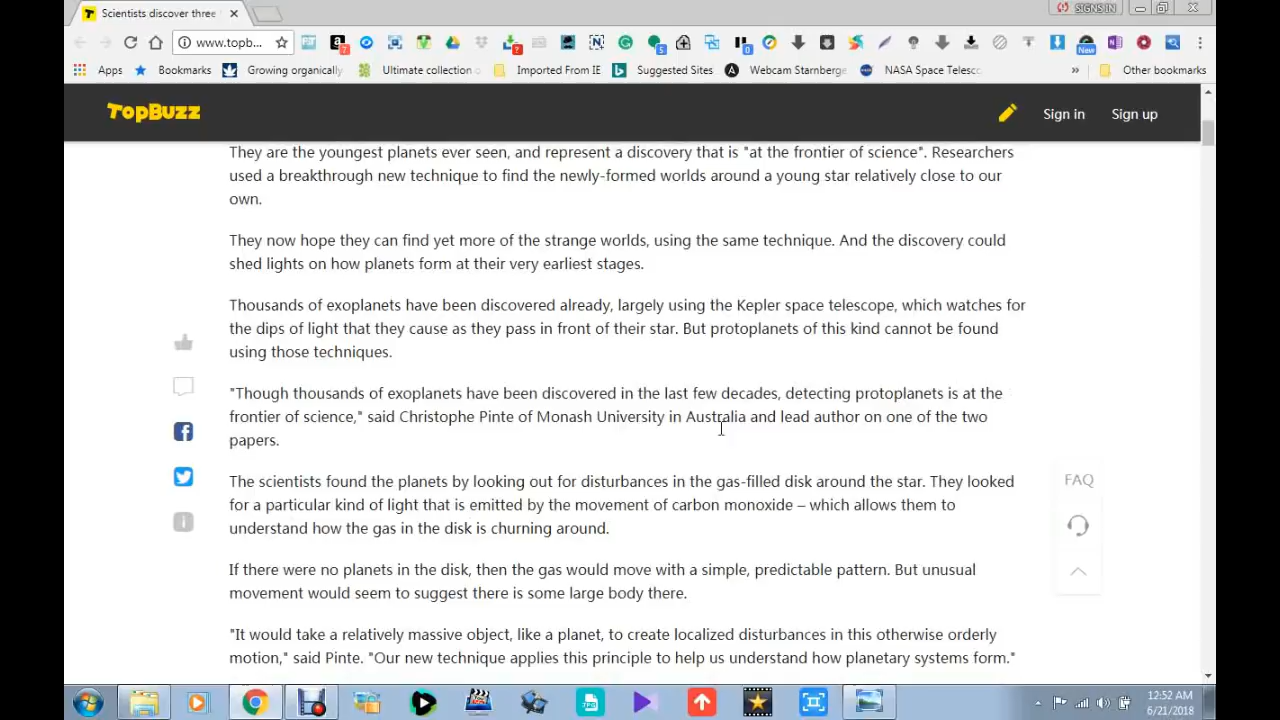 Scientists discover three
SIGNS IN
www.topb...
7
?
5
0
New
Apps
Bookmarks
Growing organically
Ultimate collection o
Imported From IE
Suggested Sites
Webcam Starnberge
NASA Space Telesco
»
Other bookmarks
TopBuzz
Sign in
Sign up
They are the youngest planets ever seen, and represent a discovery that is "at the frontier of science". Researchers
used a breakthrough new technique to find the newly-formed worlds around a young star relatively close to our
own.
They now hope they can find yet more of the strange worlds, using the same technique. And the discovery could
shed lights on how planets form at their very earliest stages.
Thousands of exoplanets have been discovered already, largely using the Kepler space telescope, which watches for
the dips of light that they cause as they pass in front of their star. But protoplanets of this kind cannot be found
using those techniques.
"Though thousands of exoplanets have been discovered in the last few decades, detecting protoplanets is at the
frontier of science," said Christophe Pinte of Monash University in Australia and lead author on one of the two
papers.
The scientists found the planets by looking out for disturbances in the gas-filled disk around the star. They looked
for a particular kind of light that is emitted by the movement of carbon monoxide – which allows them to
understand how the gas in the disk is churning around.
If there were no planets in the disk, then the gas would move with a simple, predictable pattern. But unusual
movement would seem to suggest there is some large body there.
"It would take a relatively massive object, like a planet, to create localized disturbances in this otherwise orderly
motion," said Pinte. "Our new technique applies this principle to help us understand how planetary systems form."
FAQ
12:52 AM
6/21/2018